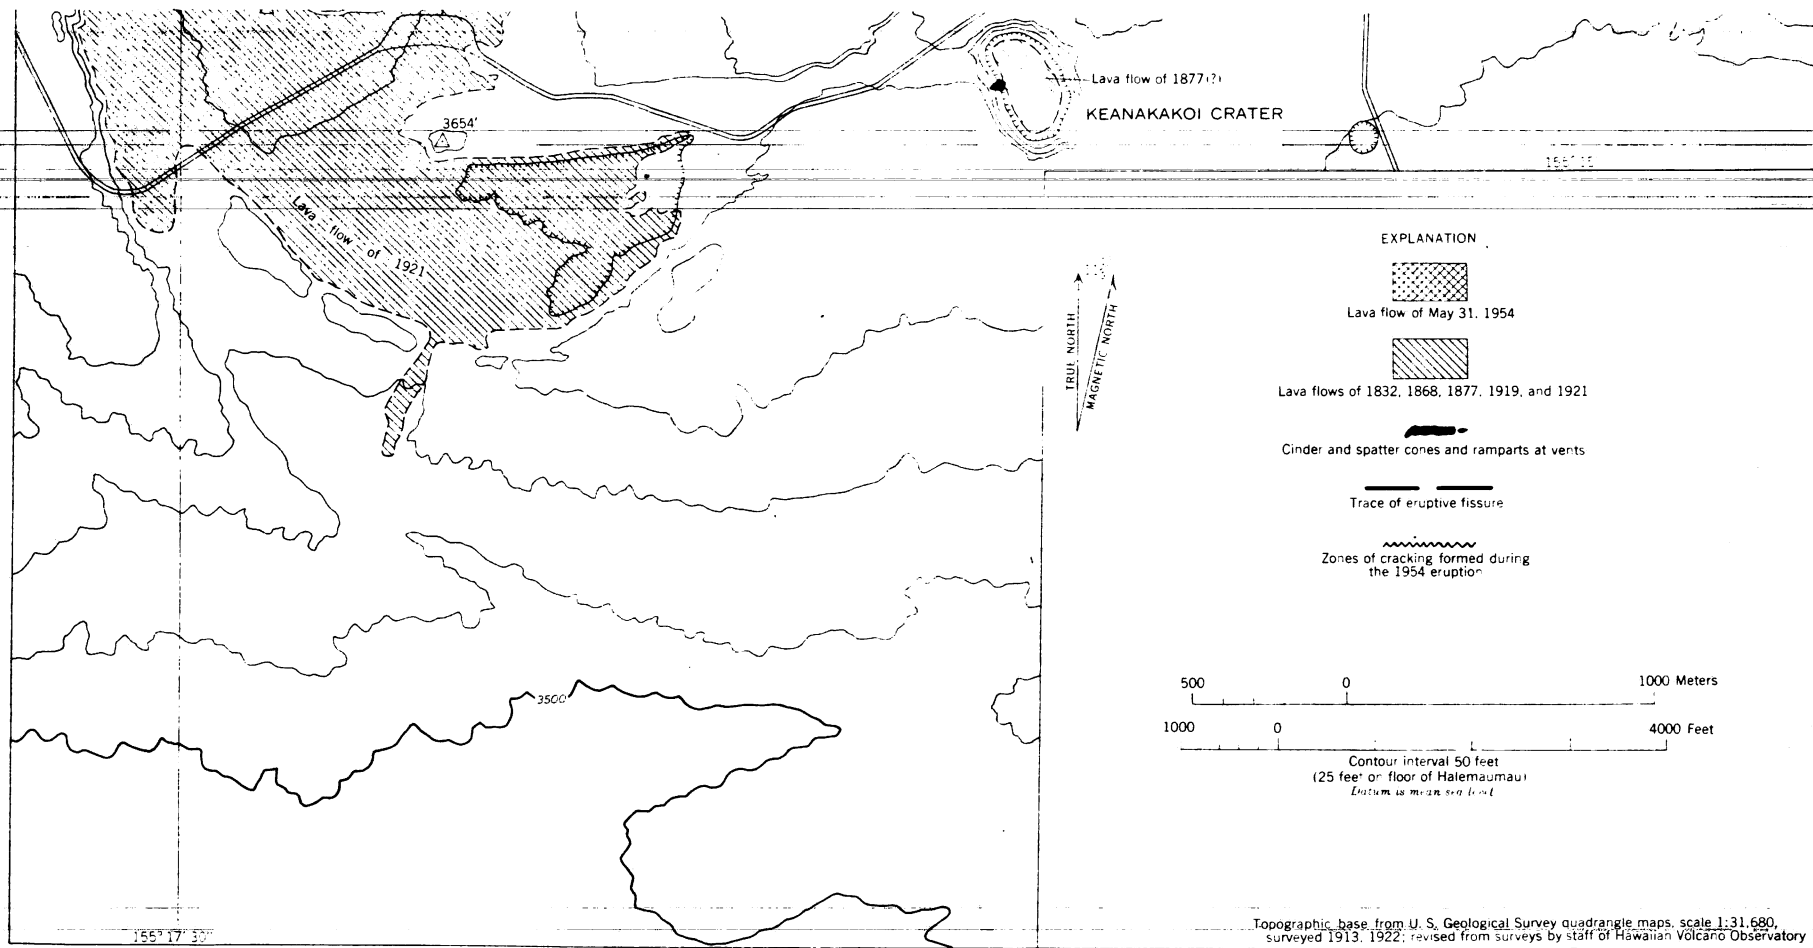 Lava flow of 1877(?)
KEANAKAKOI CRATER
3654'
Lava flow of 1921
EXPLANATION
Lava flow of May 31, 1954
Lava flows of 1832, 1868, 1877, 1919, and 1921
Cinder and spatter cones and ramparts at vents
Trace of eruptive fissure
Zones of cracking formed during
the 1954 eruption
TRUE NORTH
MAGNETIC NORTH
3500
500 0 1000 Meters
1000 0 4000 Feet
Contour interval 50 feet
(25 feet on floor of Halemaumau)
Datum is mean sea level
155° 17' 30"
Topographic base from U. S. Geological Survey quadrangle maps, scale 1:31,680,
surveyed 1913, 1922; revised from surveys by staff of Hawaiian Volcano Observatory